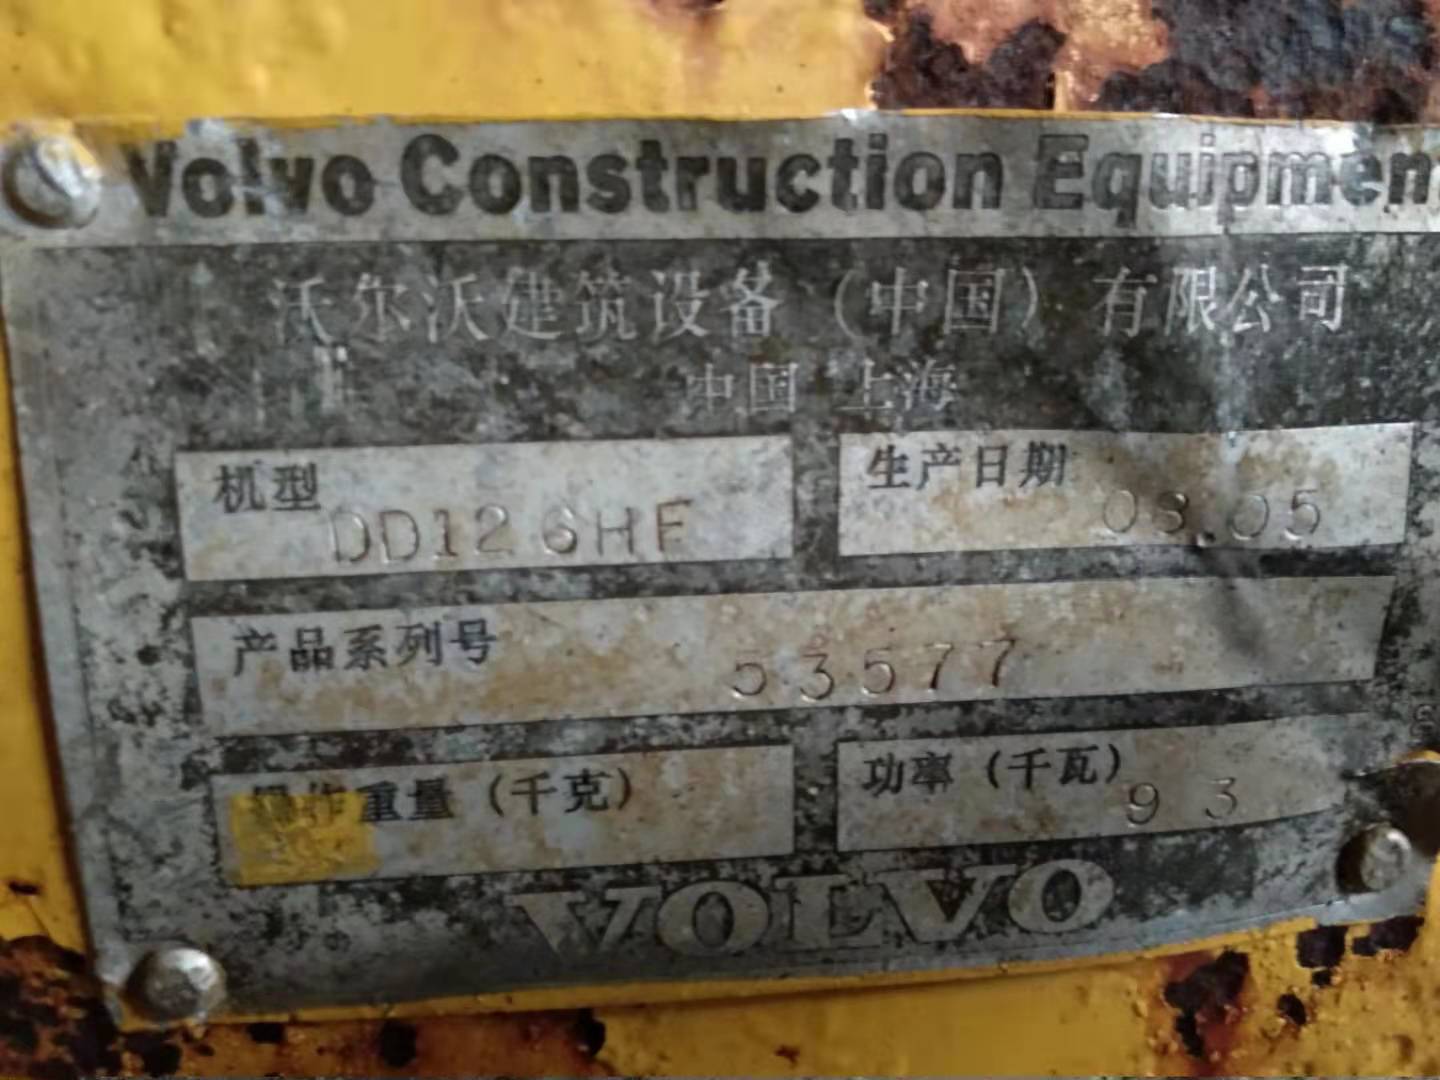 Volvo Construction Equipment
沃尔沃建筑设备（中国）有限公司
中国 上海
机型 DD126HF
生产日期 08.05
产品系列号 53577
操作重量（千克）
功率（千瓦） 93
VOLVO